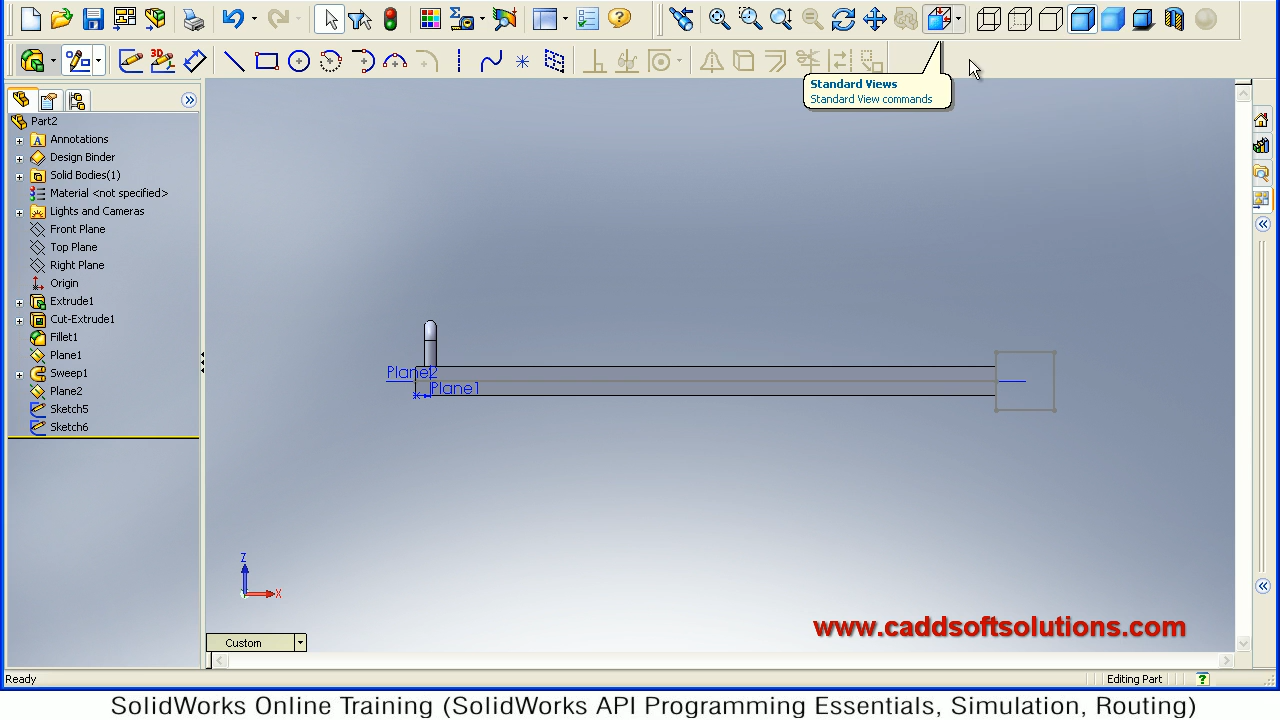 3D
Standard Views
Standard View commands
Part2
A Annotations
Design Binder
Solid Bodies(1)
Material <not specified>
Lights and Cameras
Front Plane
Top Plane
Right Plane
Origin
Extrude1
Cut-Extrude1
Fillet1
Plane1
Sweep1
Plane2
Sketch5
Sketch6
Plane2
Plane1
Z
X
Custom
www.caddsoftsolutions.com
Ready
Editing Part
SolidWorks Online Training (SolidWorks API Programming Essentials, Simulation, Routing)